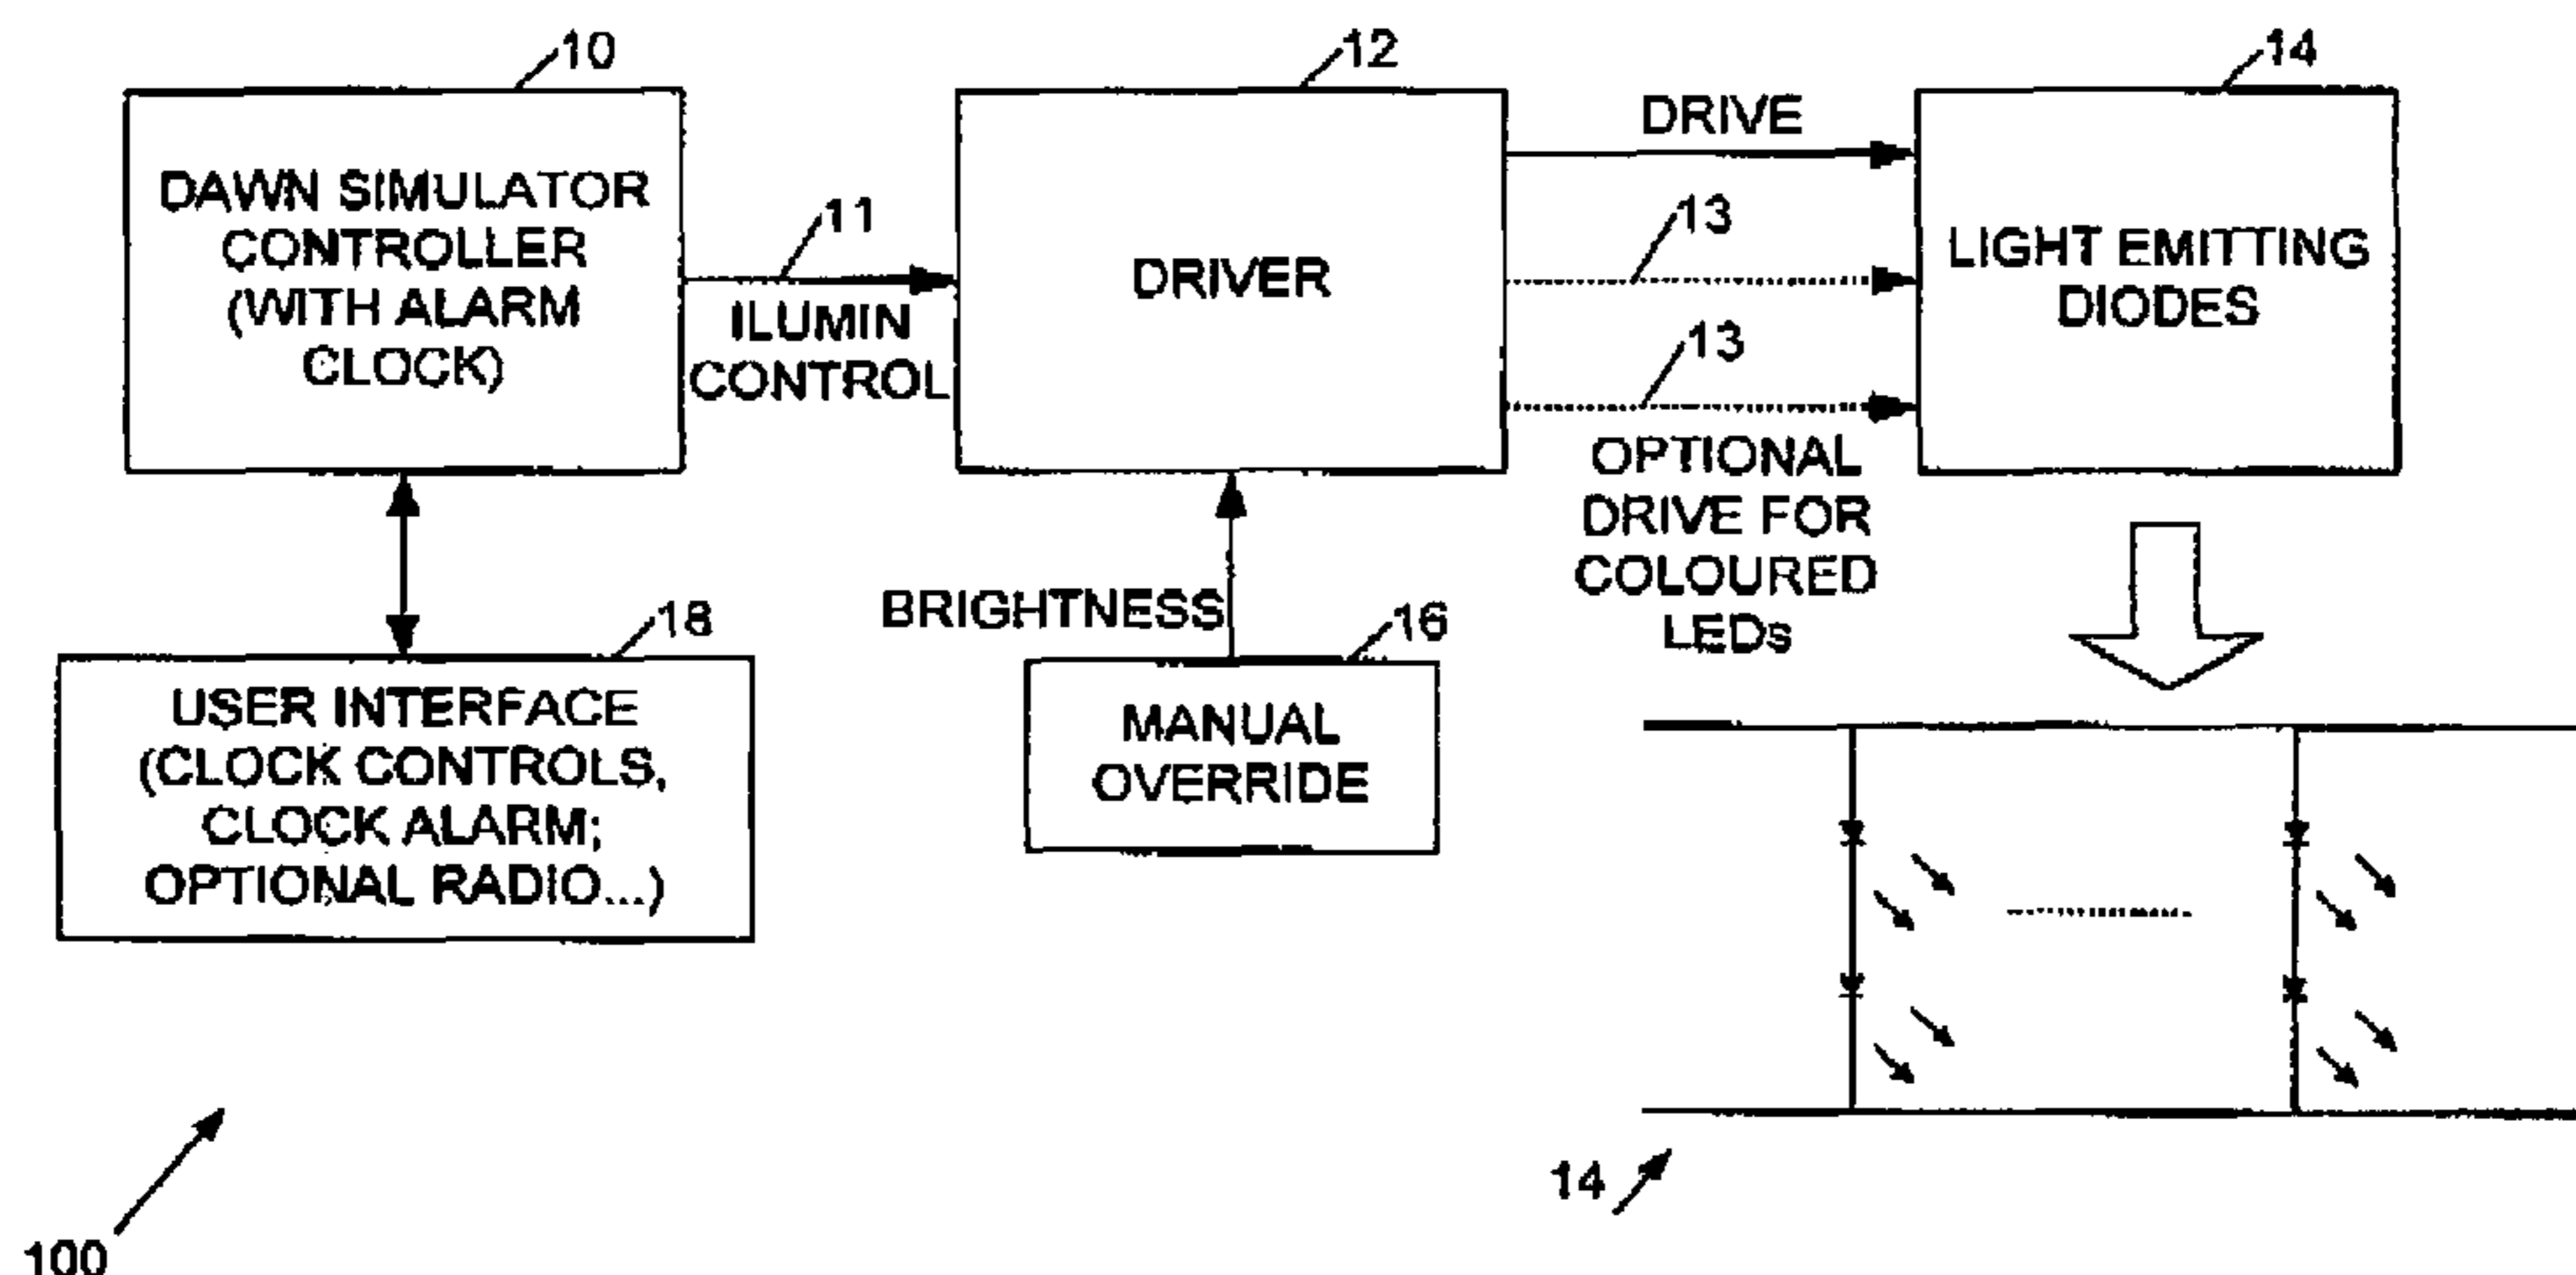 10
DAWN SIMULATOR
CONTROLLER
(WITH ALARM
CLOCK)
11
ILUMIN
CONTROL
12
DRIVER
DRIVE
13
13
OPTIONAL
DRIVE FOR
COLOURED
LEDs
14
LIGHT EMITTING
DIODES
18
USER INTERFACE
(CLOCK CONTROLS,
CLOCK ALARM;
OPTIONAL RADIO...)
BRIGHTNESS
16
MANUAL
OVERRIDE
14
100